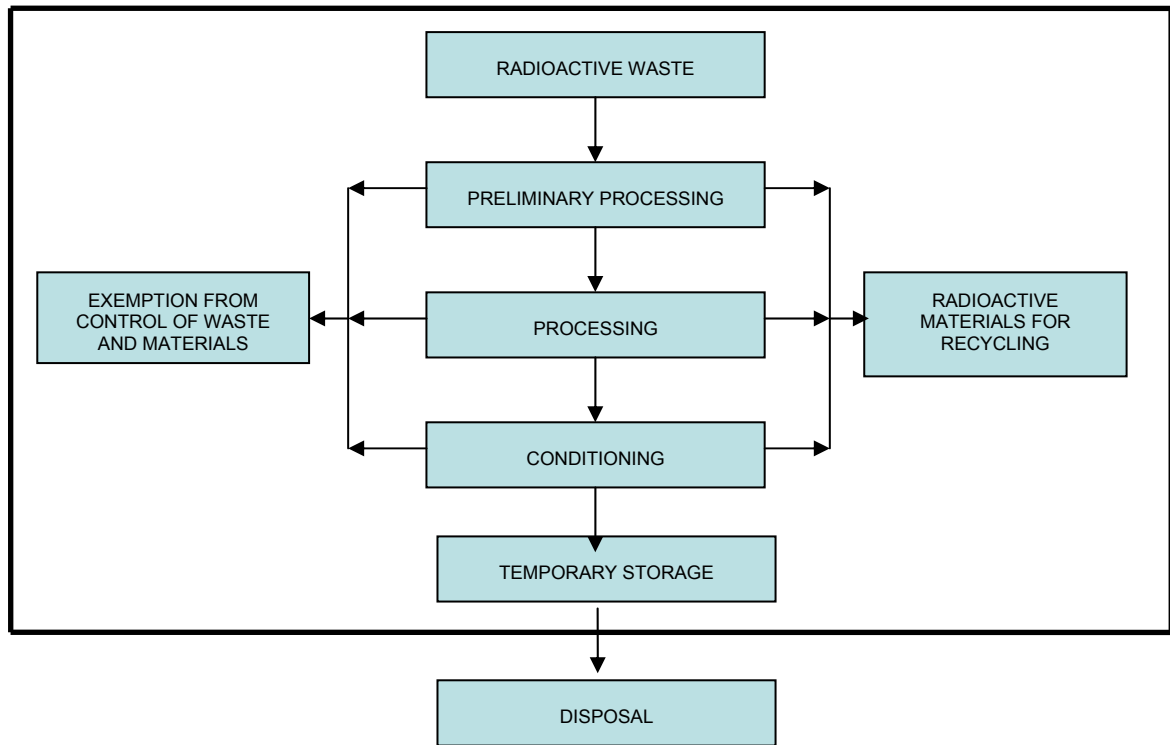 RADIOACTIVE WASTE
PRELIMINARY PROCESSING
EXEMPTION FROM
CONTROL OF WASTE
AND MATERIALS
PROCESSING
RADIOACTIVE
MATERIALS FOR
RECYCLING
CONDITIONING
TEMPORARY STORAGE
DISPOSAL